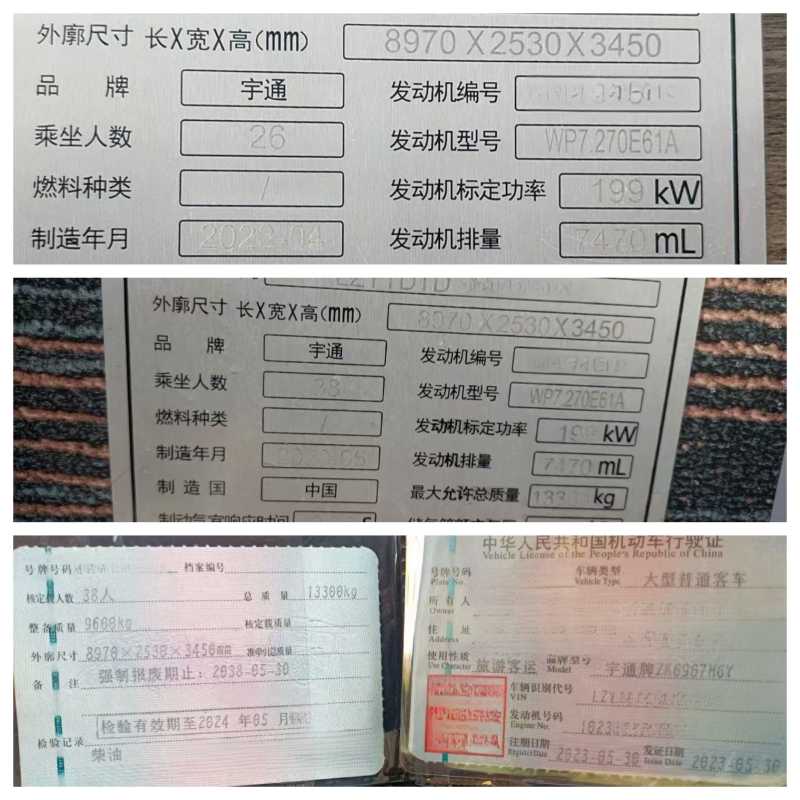 外廓尺寸 长X宽X高(mm) 8970X2530X3450
品 牌 宇通 发动机编号
乘坐人数 26 发动机型号 WP7.270E61A
燃料种类 / 发动机标定功率 199 kW
制造年月 发动机排量 7470 mL
外廓尺寸 长X宽X高(mm) 8970X2530X3450
品 牌 宇通 发动机编号
乘坐人数 38 发动机型号 WP7.270E61A
燃料种类 / 发动机标定功率 199 kW
制造年月 发动机排量 7470 mL
制造国 中国 最大允许总质量 kg
号牌号码 档案编号
核定载人数 38人 总质量 13300kg
整备质量 9600kg 核定载质量
外廓尺寸 8970×2530×3450mm 准牵引总质量
备 注 强制报废期止：2038-05-30
检验有效期至2024 年05 月
检验记录
柴油
中华人民共和国机动车行驶证
Vehicle License of the People's Republic of China
号牌号码 车辆类型 大型普通客车
Plate No. Vehicle Type
所有人
Owner
住 址
Address
使用性质 旅游客运 品牌型号 宇通牌ZK6907H6Y
Use Character Model
车辆识别代号
VIN
发动机号码
Engine No.
注册日期 2023-05-30 发证日期 2023-05-30
Register Date Issue Date